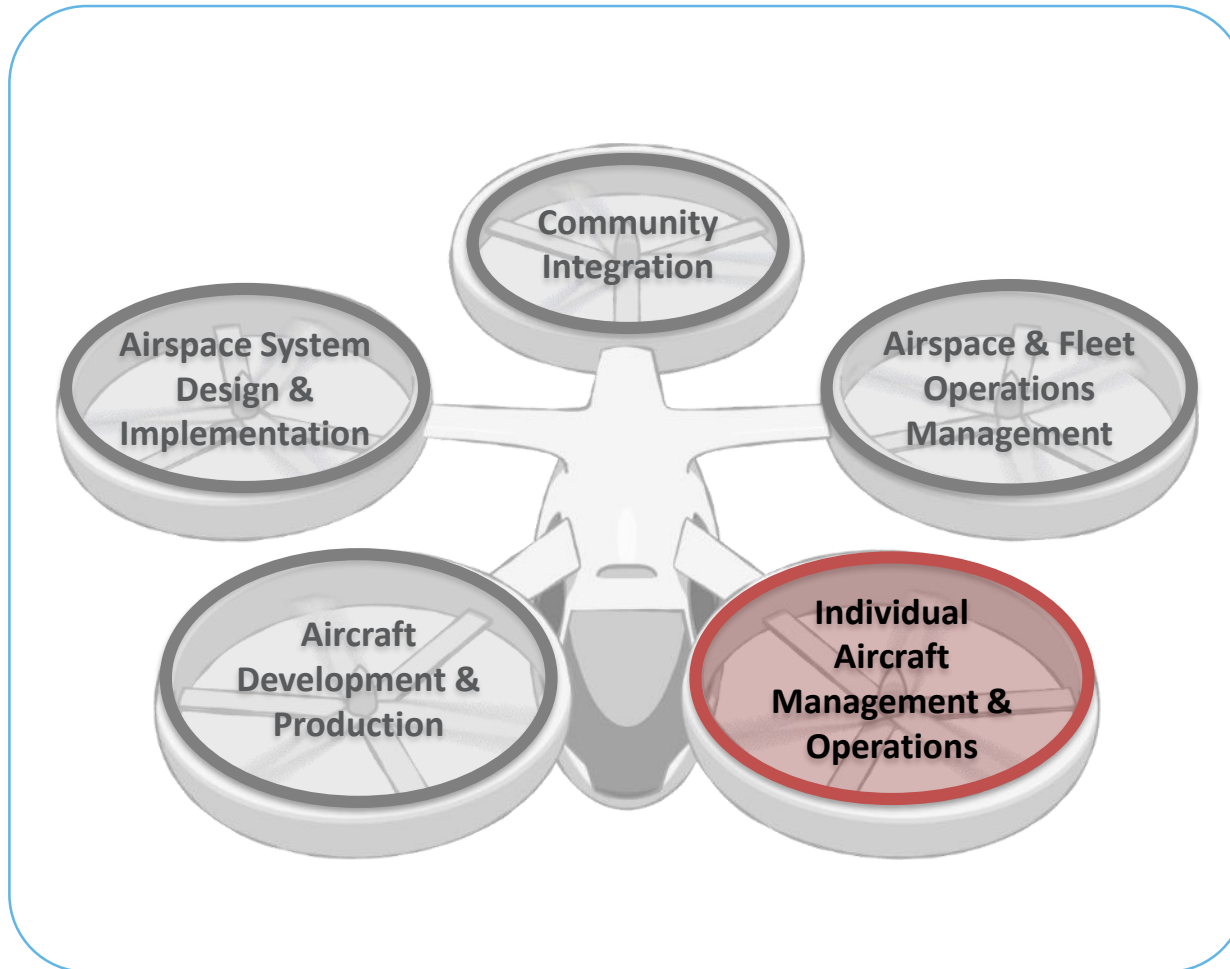 Community
Integration
Airspace System
Design &
Implementation
Airspace & Fleet
Operations
Management
Aircraft
Development &
Production
Individual
Aircraft
Management &
Operations